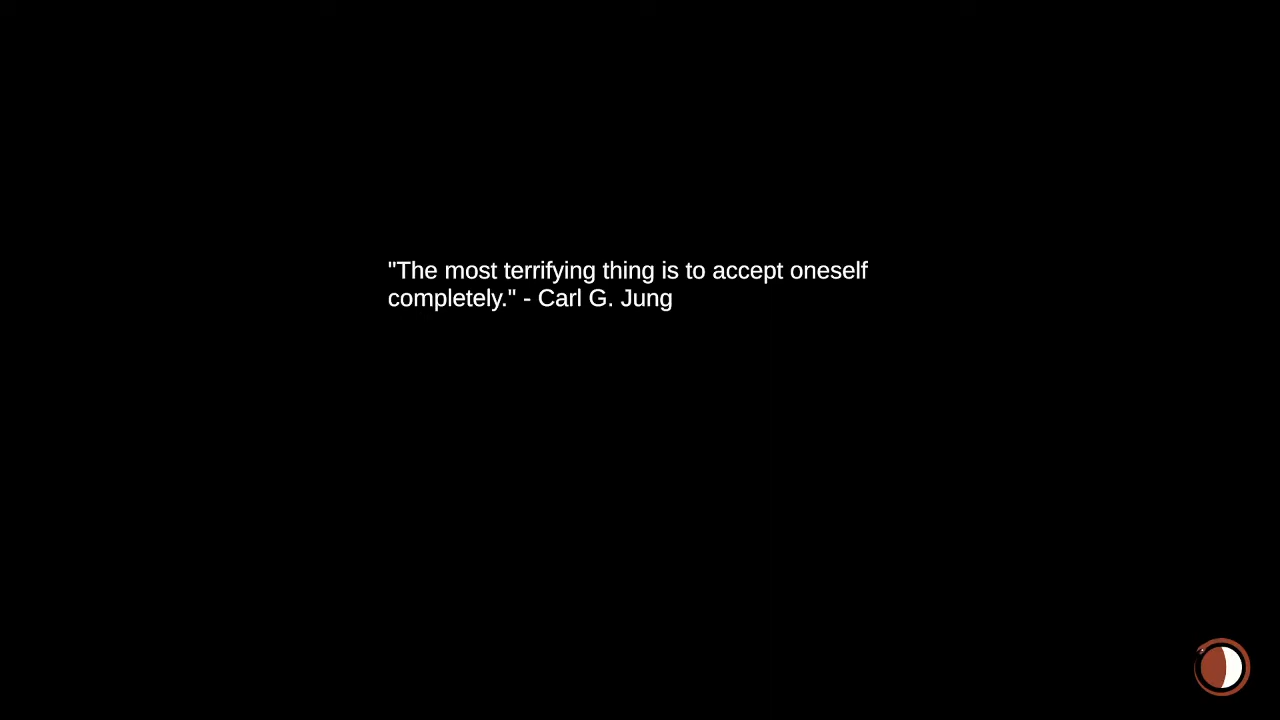 "The most terrifying thing is to accept oneself
completely." - Carl G. Jung